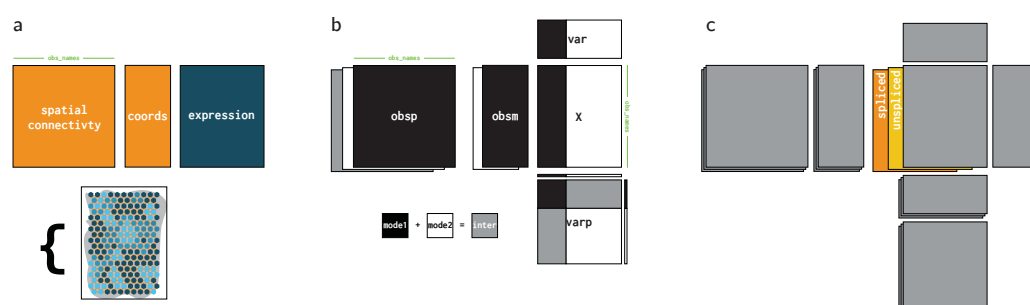 a
obs_names
spatial
connectivty
coords
expression
{
b
var
obs_names
obsp
obsm
X
obs_names
varp
mode1 + mode2 = inter
c
spliced
unspliced